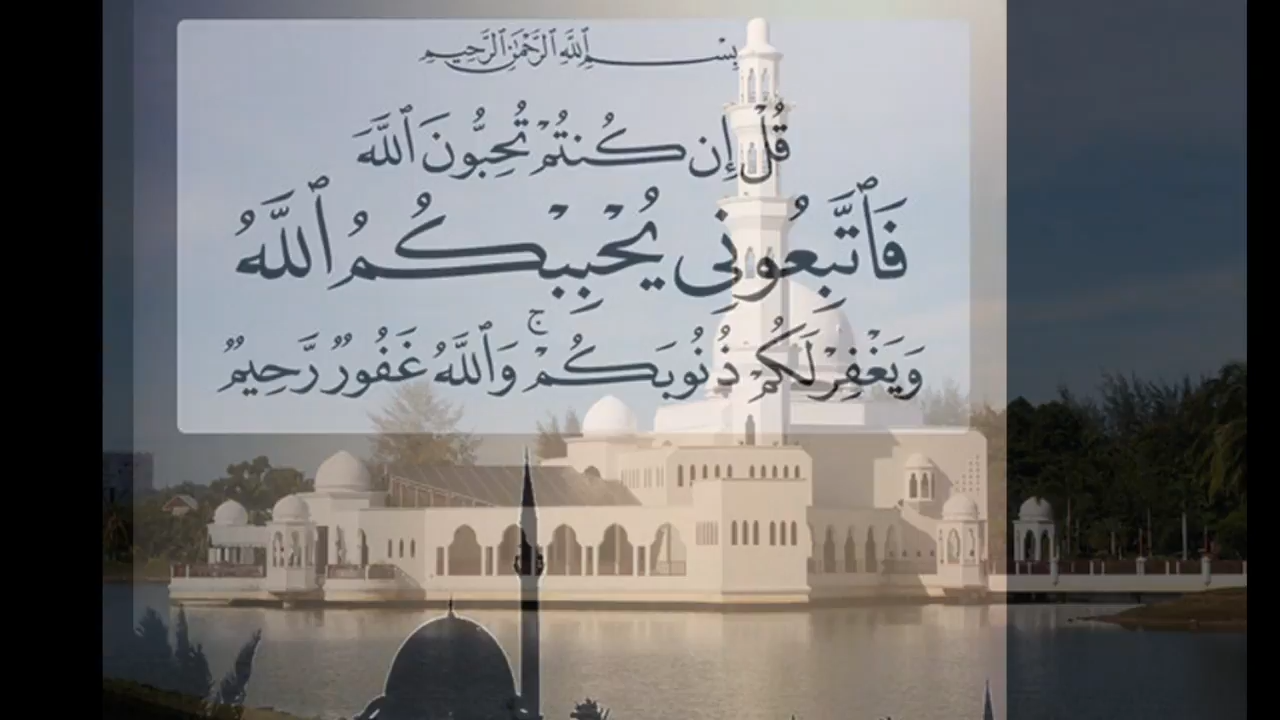 بِسْمِ ٱللَّهِ ٱلرَّحْمَٰنِ ٱلرَّحِيمِ
قُلْ إِن كُنتُمْ تُحِبُّونَ ٱللَّهَ
فَٱتَّبِعُونِى يُحْبِبْكُمُ ٱللَّهُ
وَيَغْفِرْ لَكُمْ ذُنُوبَكُمْ ۚ وَٱللَّهُ غَفُورٌ رَّحِيمٌ